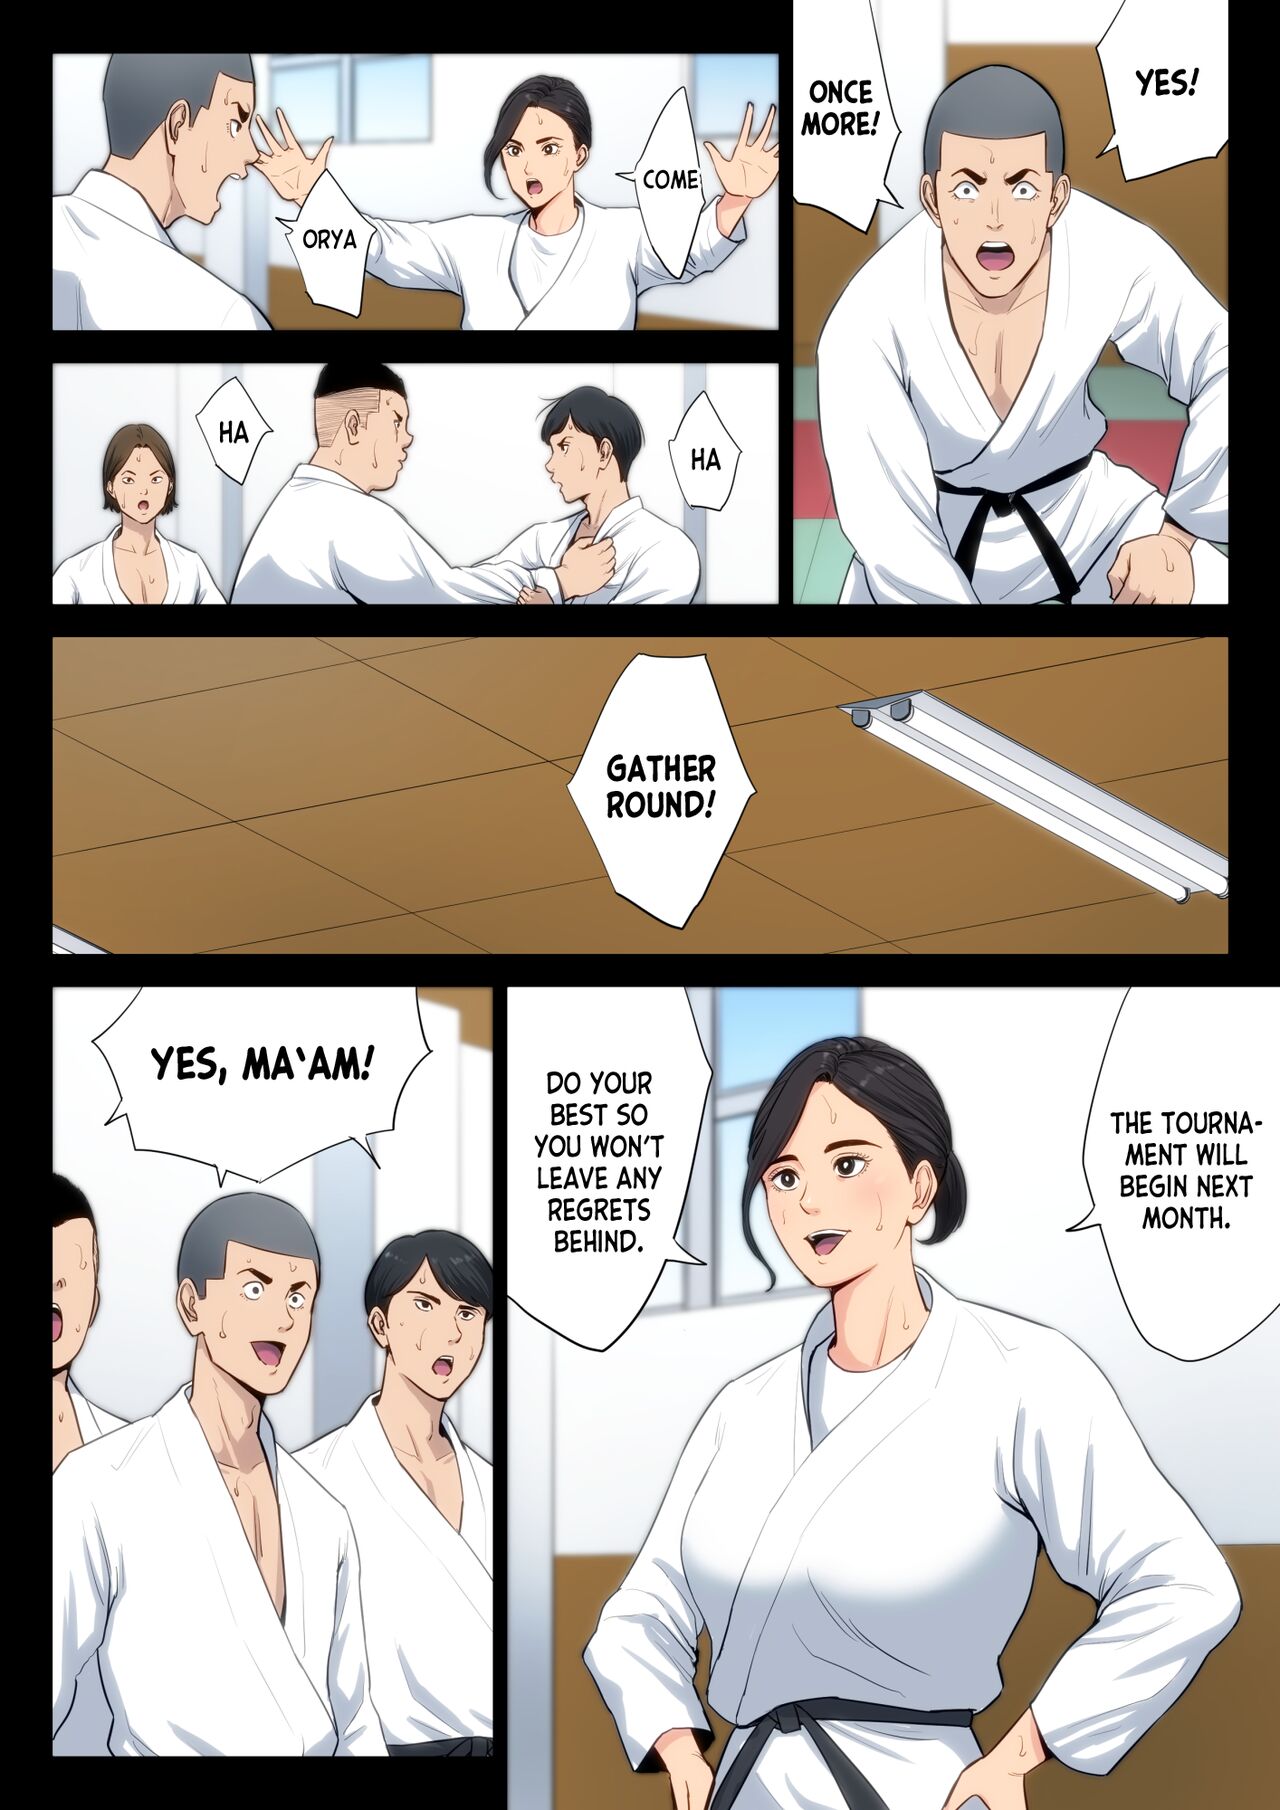 ONCE
MORE!
YES!
COME
ORYA
HA
HA
GATHER
ROUND!
THE TOURNA-
MENT WILL
BEGIN NEXT
MONTH.
DO YOUR
BEST SO
YOU WON'T
LEAVE ANY
REGRETS
BEHIND.
YES, MA`AM!